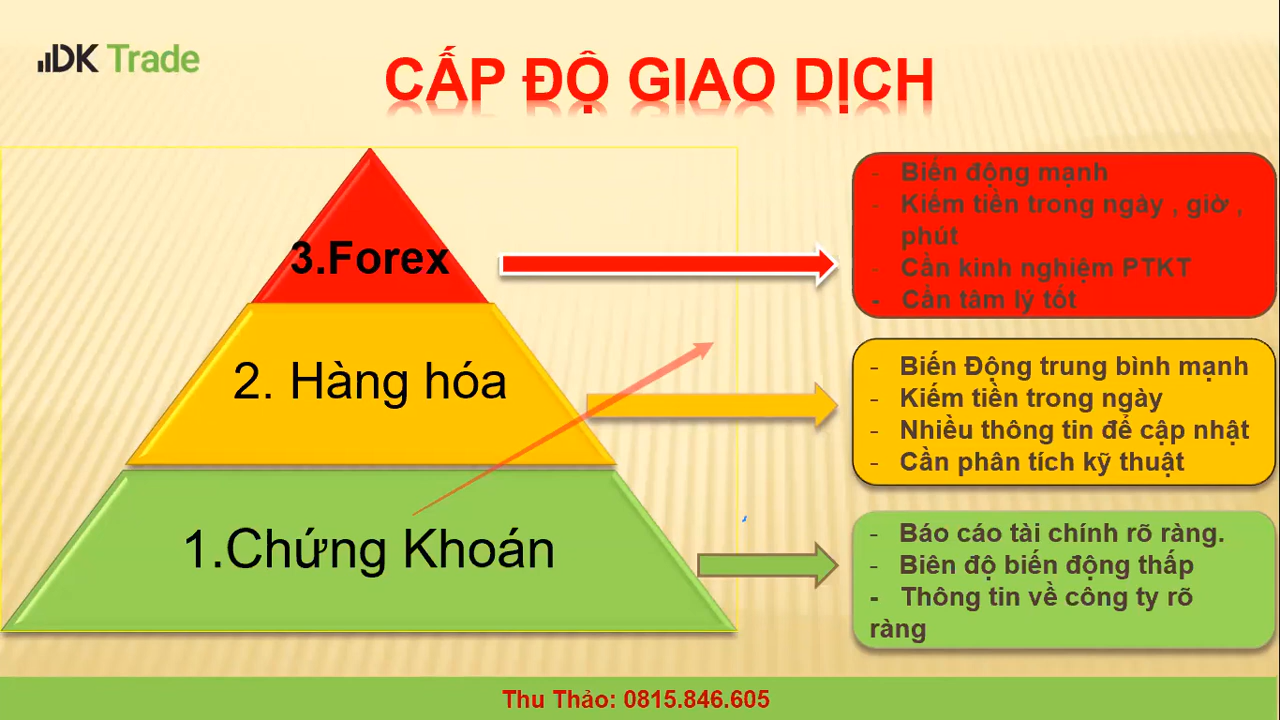 DK Trade
CẤP ĐỘ GIAO DỊCH
3.Forex
2. Hàng hóa
1.Chứng Khoán
- Biến động mạnh
- Kiếm tiền trong ngày , giờ ,
phút
- Cần kinh nghiệm PTKT
- Cần tâm lý tốt
- Biến Động trung bình mạnh
- Kiếm tiền trong ngày
- Nhiều thông tin để cập nhật
- Cần phân tích kỹ thuật
- Báo cáo tài chính rõ ràng.
- Biên độ biến động thấp
- Thông tin về công ty rõ
ràng
Thu Thảo: 0815.846.605